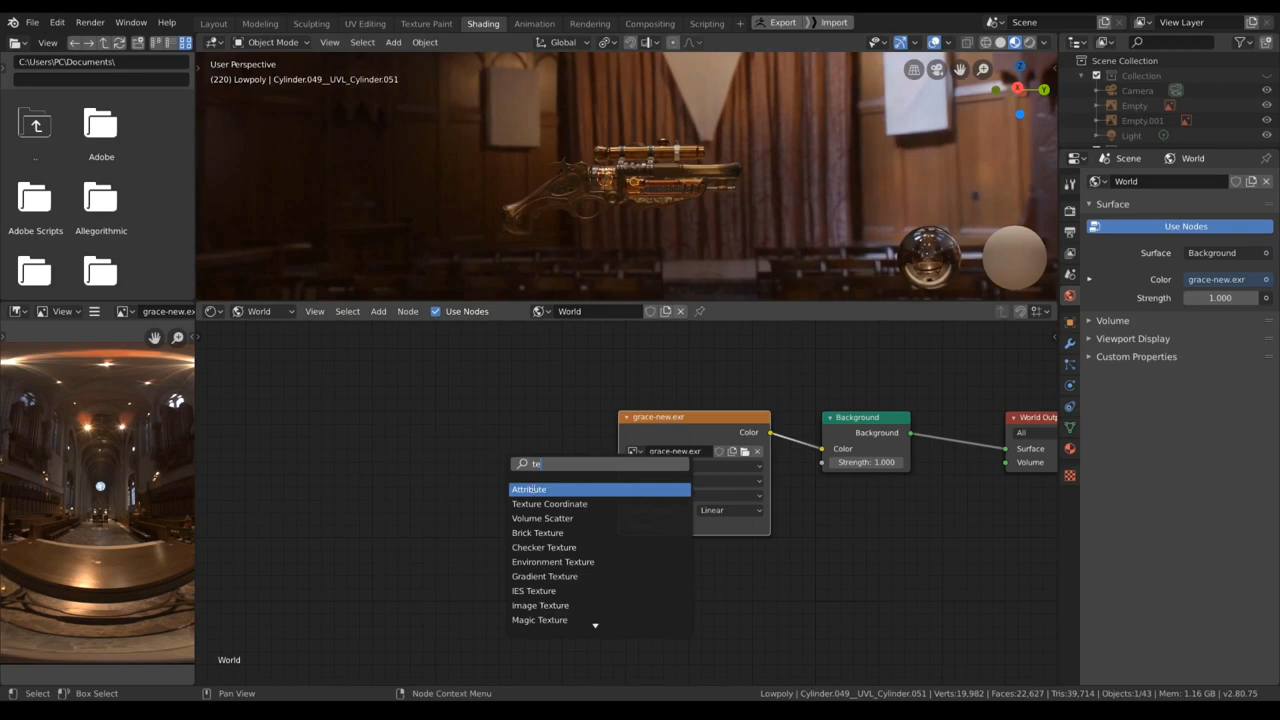 File Edit Render Window Help
Layout Modeling Sculpting UV Editing Texture Paint Shading Animation Rendering Compositing Scripting + Export Import
Scene View Layer
View
Object Mode View Select Add Object Global
C:\Users\PC\Documents\
..
Adobe
Adobe Scripts
Allegorithmic
User Perspective
(220) Lowpoly | Cylinder.049__UVL_Cylinder.051
Z
X
Y
Scene Collection
Collection
Camera
Empty
Empty.001
Light
Scene World
World
Surface
Use Nodes
Surface Background
Color grace-new.exr
Strength 1.000
Volume
Viewport Display
Custom Properties
View grace-new.ex
World View Select Add Node Use Nodes World
grace-new.exr
Color
grace-new.exr
Linear
Background
Background
Color
Strength: 1.000
World Outp
All
Surface
Volume
te
Attribute
Texture Coordinate
Volume Scatter
Brick Texture
Checker Texture
Environment Texture
Gradient Texture
IES Texture
Image Texture
Magic Texture
World
Select Box Select Pan View Node Context Menu Lowpoly | Cylinder.049__UVL_Cylinder.051 | Verts:19,982 | Faces:22,627 | Tris:39,714 | Objects:1/43 | Mem: 1.16 GB | v2.80.75